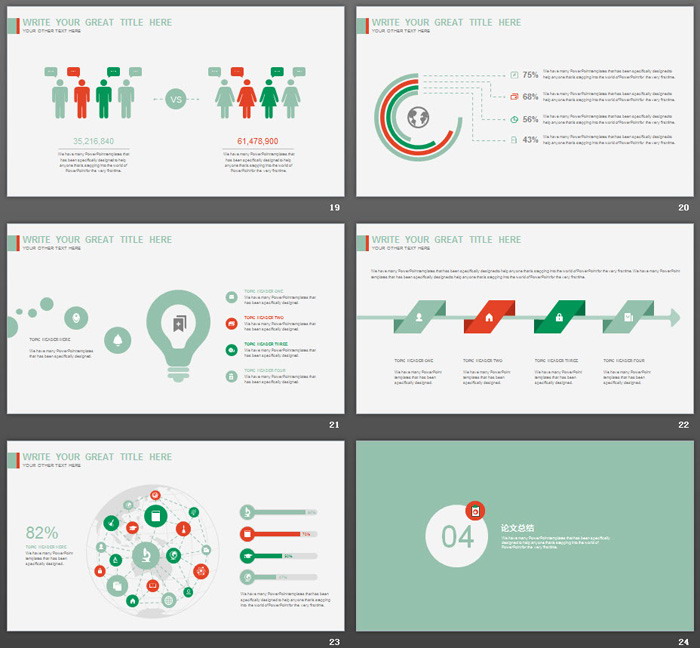 WRITE YOUR GREAT TITLE HERE
YOUR OTHER TEXT HERE
VS
35,216,840
We have many PowerPoint templates that
has been specifically designed to help
anyone that is stepping into the world of
PowerPoint for the very first time.
61,478,900
We have many PowerPoint templates that
has been specifically designed to help
anyone that is stepping into the world of
PowerPoint for the very first time.
19
WRITE YOUR GREAT TITLE HERE
YOUR OTHER TEXT HERE
75%
We have many PowerPoint templates that has been specifically designed to
help anyone that is stepping into the world of PowerPoint for the very first time.
68%
We have many PowerPoint templates that has been specifically designed to
help anyone that is stepping into the world of PowerPoint for the very first time.
56%
We have many PowerPoint templates that has been specifically designed to
help anyone that is stepping into the world of PowerPoint for the very first time.
43%
We have many PowerPoint templates that has been specifically designed to
help anyone that is stepping into the world of PowerPoint for the very first time.
20
WRITE YOUR GREAT TITLE HERE
YOUR OTHER TEXT HERE
TOPIC HEADER HERE
We have many PowerPoint templates
that has been specifically designed.
TOPIC HEADER ONE
We have many PowerPoint templates that
has been specifically designed.
TOPIC HEADER TWO
We have many PowerPoint templates that
has been specifically designed.
TOPIC HEADER THREE
We have many PowerPoint templates that
has been specifically designed.
TOPIC HEADER FOUR
We have many PowerPoint templates that
has been specifically designed.
21
WRITE YOUR GREAT TITLE HERE
YOUR OTHER TEXT HERE
We have many PowerPoint templates that has been specifically designed to help anyone that is stepping into the world of PowerPoint for the very first time. We have many PowerPoint
templates that has been specifically designed to help anyone that is stepping into the world of PowerPoint for the very first time.
TOPIC HEADER ONE
We have many PowerPoint
templates that has been
specifically designed.
TOPIC HEADER TWO
We have many PowerPoint
templates that has been
specifically designed.
TOPIC HEADER THREE
We have many PowerPoint
templates that has been
specifically designed.
TOPIC HEADER FOUR
We have many PowerPoint
templates that has been
specifically designed.
22
WRITE YOUR GREAT TITLE HERE
YOUR OTHER TEXT HERE
82%
TOPIC HEADER HERE
We have many PowerPoint
templates that has been
specifically designed.
We have many PowerPoint templates that has been
specifically designed to help anyone that is stepping
into the world of PowerPoint for the very first time.
23
04
论文总结
We have many PowerPoint templates that has been specifically
designed to help anyone that is stepping into the world of
PowerPoint for the very first time.
24